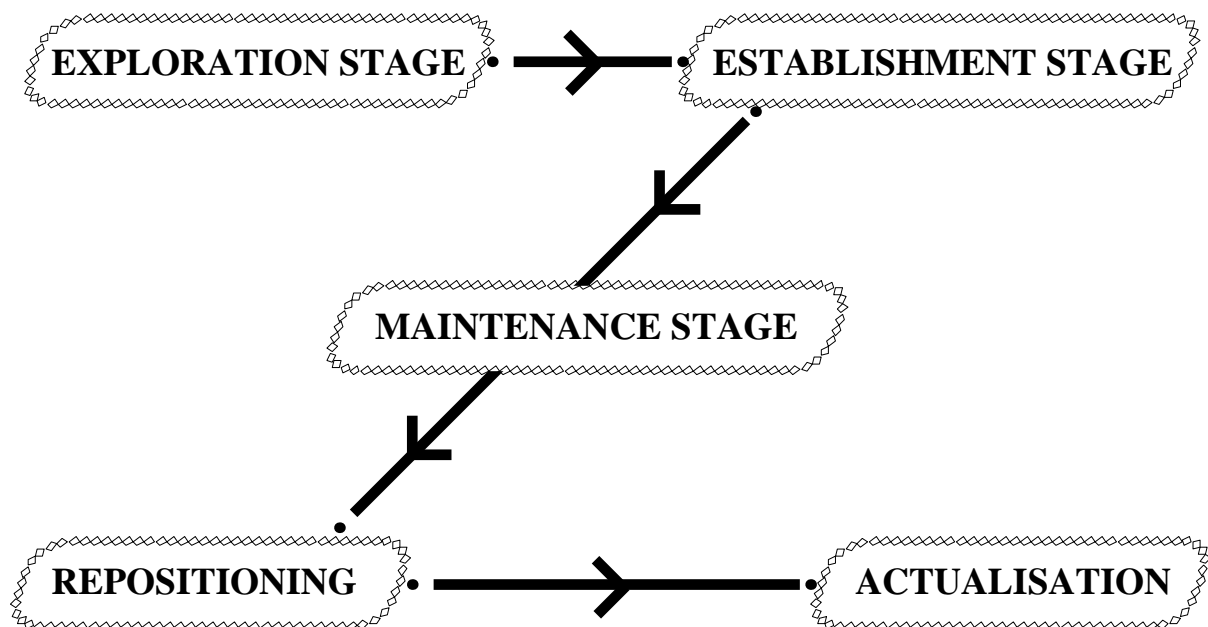 EXPLORATION STAGE
ESTABLISHMENT STAGE
MAINTENANCE STAGE
REPOSITIONING
ACTUALISATION